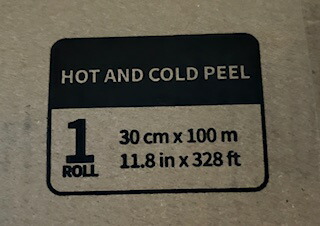 HOT AND COLD PEEL
1
ROLL
30 cm x 100 m
11.8 in x 328 ft